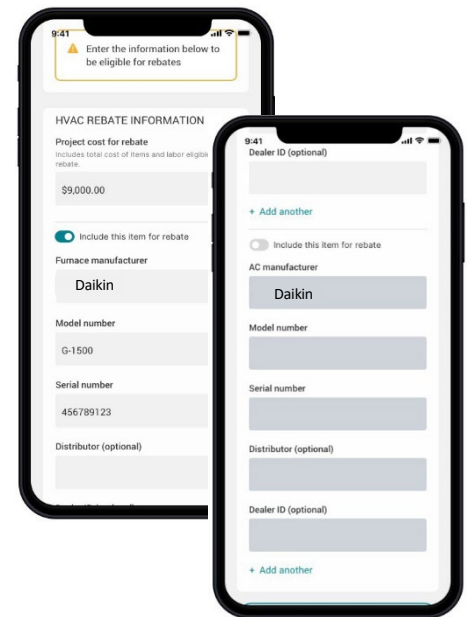 9:41
Enter the information below to
be eligible for rebates
HVAC REBATE INFORMATION
Project cost for rebate
Includes total cost of items and labor
rebate.
$9,000.00
Include this item for rebate
Furnace manufacturer
Daikin
Model number
G-1500
Serial number
456789123
Distributor (optional)
9:41
Dealer ID (optional)
+ Add another
Include this item for rebate
AC manufacturer
Daikin
Model number
Serial number
Distributor (optional)
Dealer ID (optional)
+ Add another